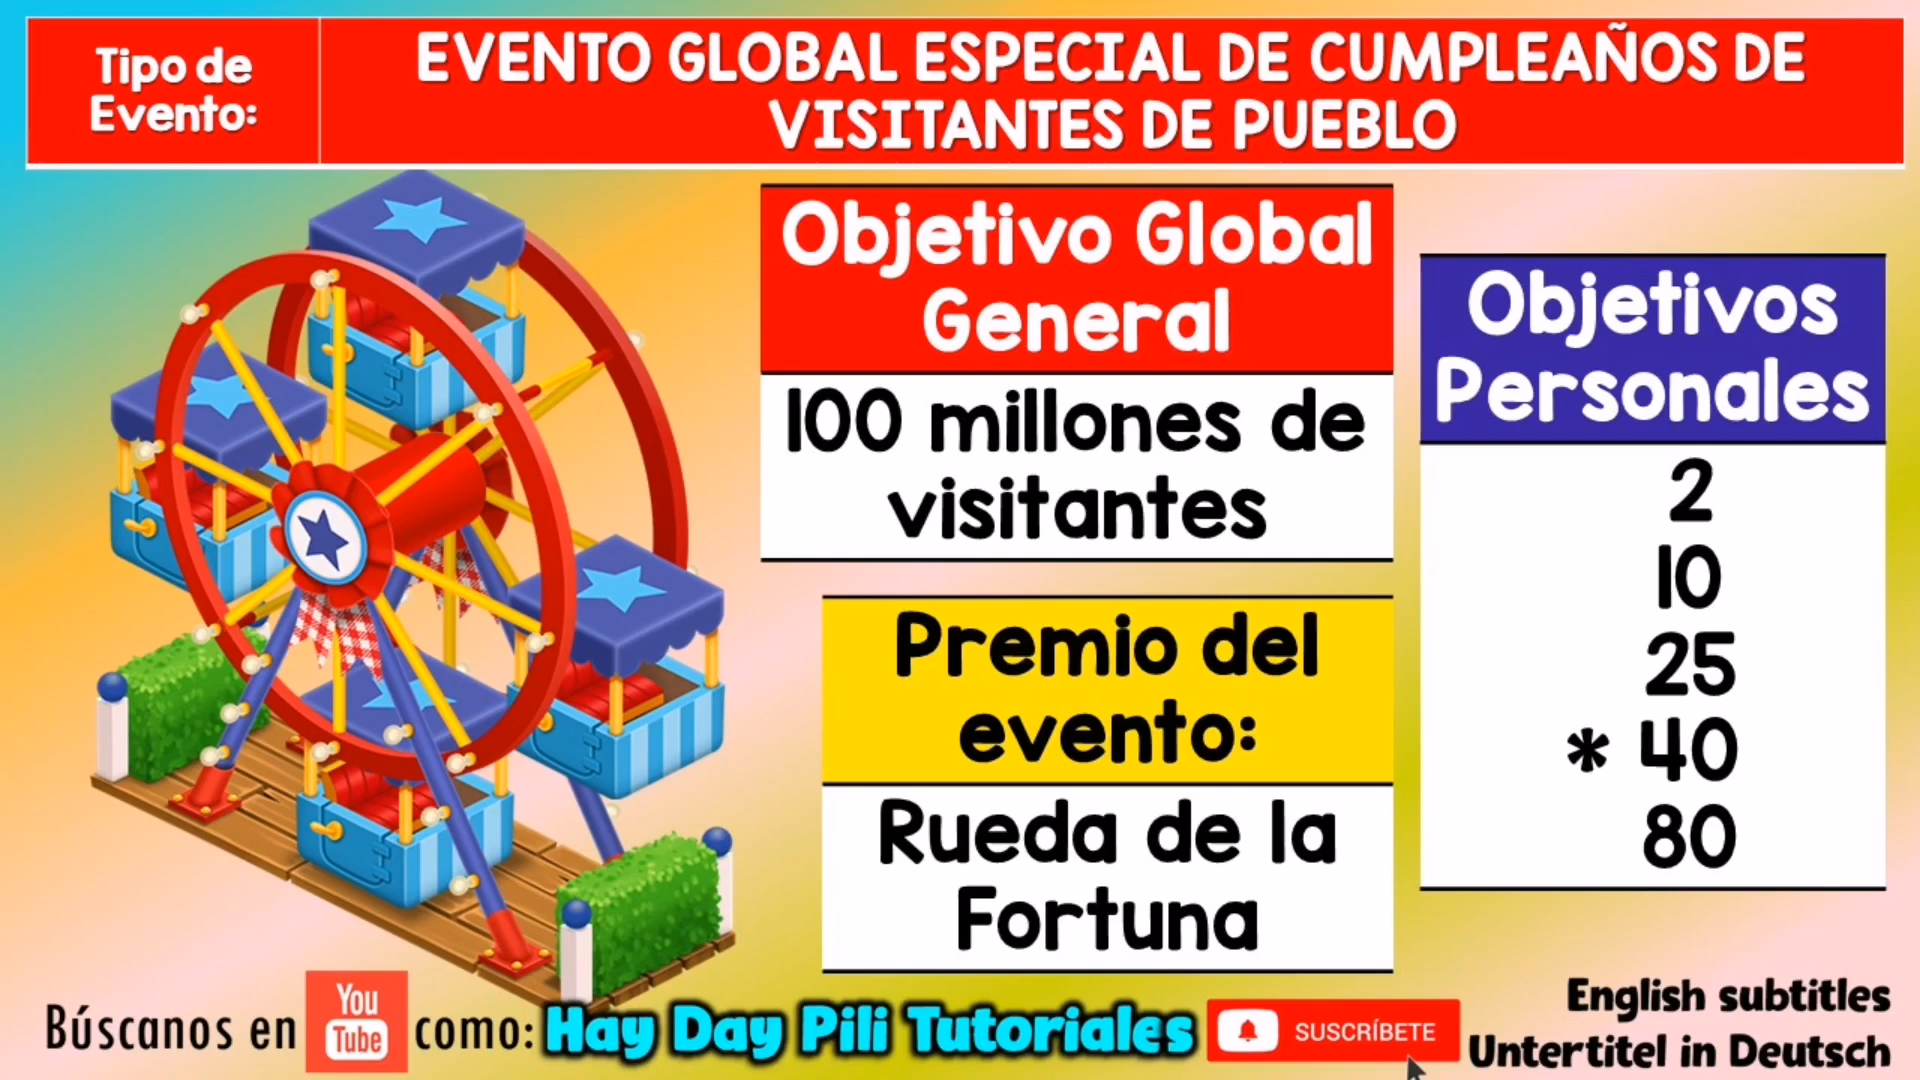 Tipo de
Evento:
EVENTO GLOBAL ESPECIAL DE CUMPLEAÑOS DE
VISITANTES DE PUEBLO
Objetivo Global
General
100 millones de
visitantes
Objetivos
Personales
2
10
25
* 40
80
Premio del
evento:
Rueda de la
Fortuna
Búscanos en You Tube como: Hay Day Pili Tutoriales
SUSCRÍBETE
English subtitles
Untertitel in Deutsch